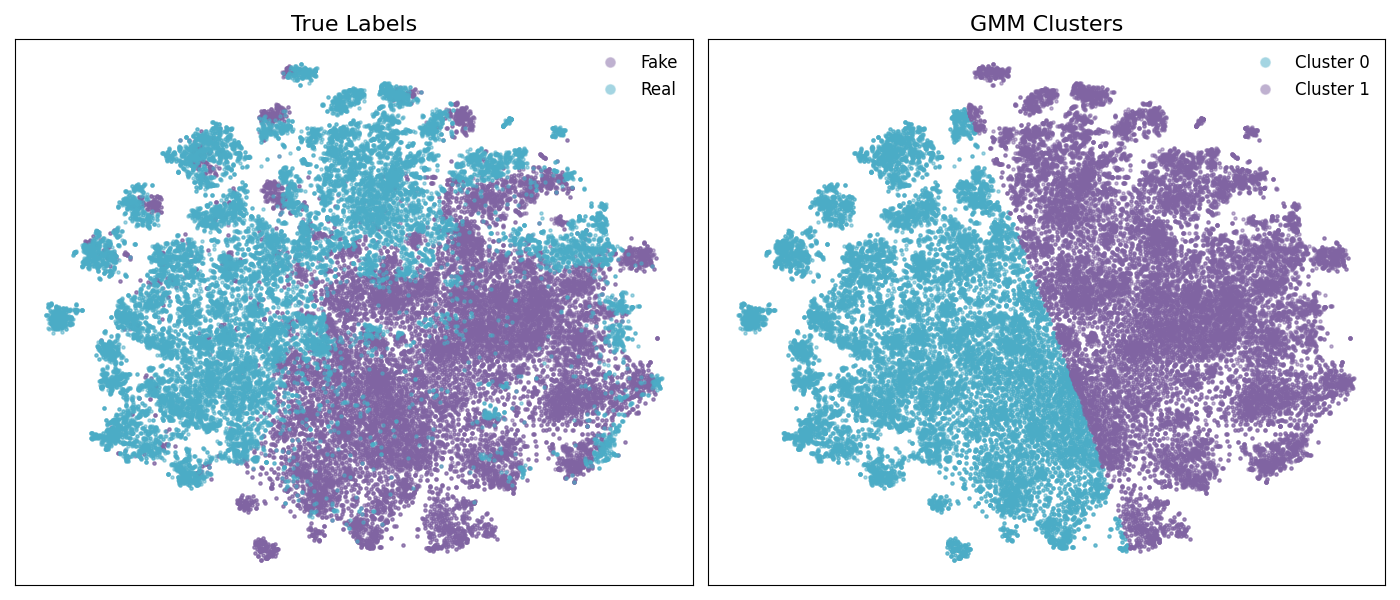 True Labels
Fake
Real
GMM Clusters
Cluster 0
Cluster 1